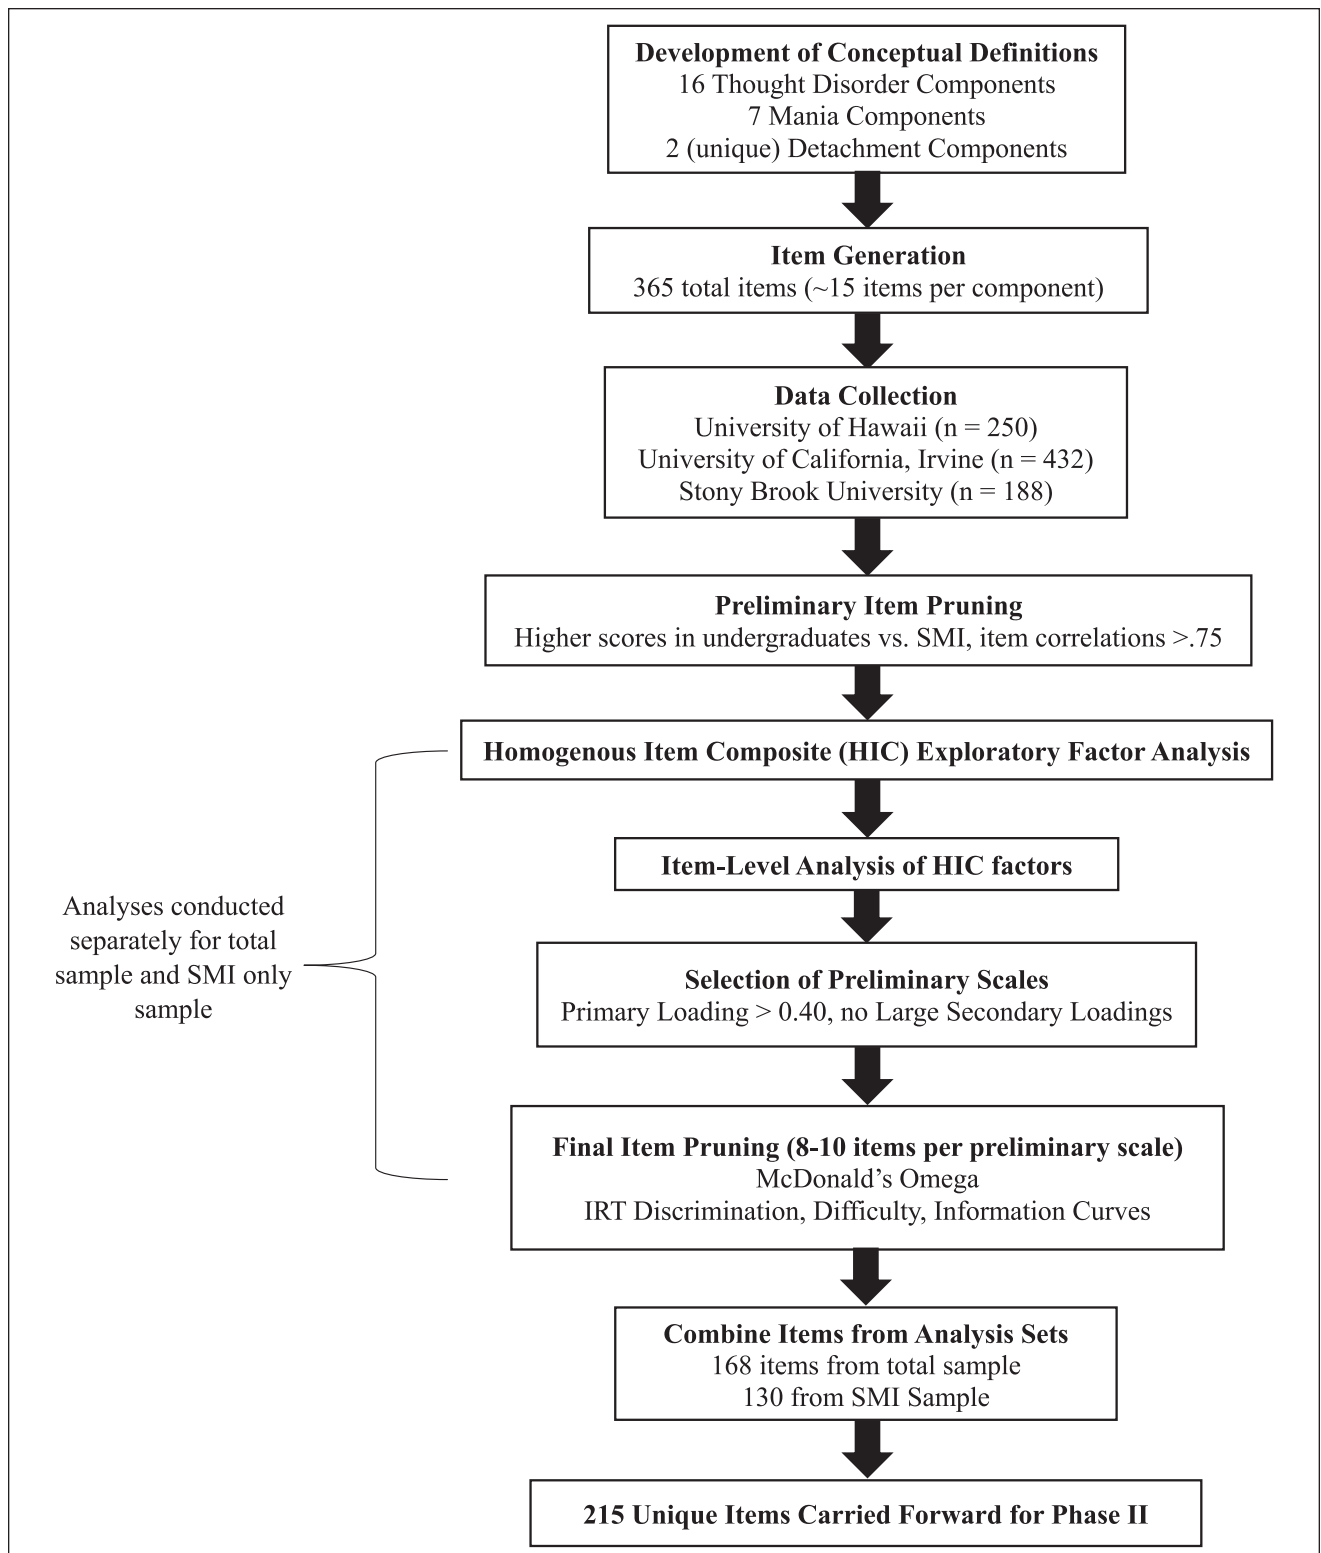 Development of Conceptual Definitions
16 Thought Disorder Components
7 Mania Components
2 (unique) Detachment Components
Item Generation
365 total items (~15 items per component)
Data Collection
University of Hawaii (n = 250)
University of California, Irvine (n = 432)
Stony Brook University (n = 188)
Preliminary Item Pruning
Higher scores in undergraduates vs. SMI, item correlations >.75
Homogenous Item Composite (HIC) Exploratory Factor Analysis
Item-Level Analysis of HIC factors
Analyses conducted
separately for total
sample and SMI only
sample
Selection of Preliminary Scales
Primary Loading > 0.40, no Large Secondary Loadings
Final Item Pruning (8-10 items per preliminary scale)
McDonald’s Omega
IRT Discrimination, Difficulty, Information Curves
Combine Items from Analysis Sets
168 items from total sample
130 from SMI Sample
215 Unique Items Carried Forward for Phase II